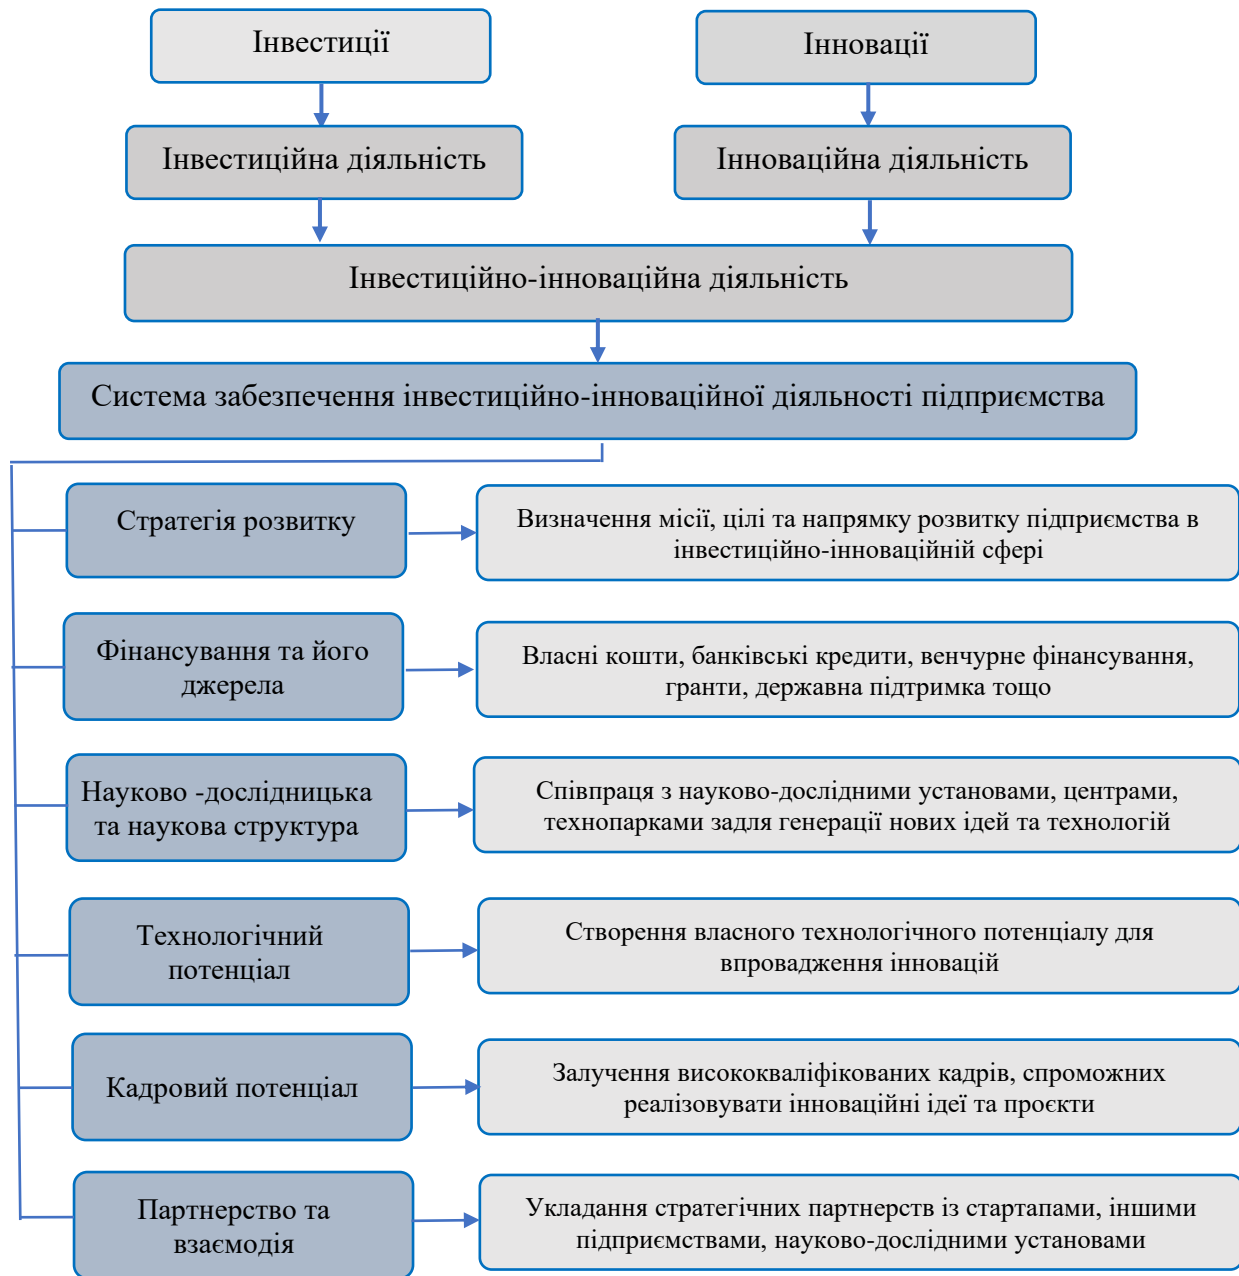 Інвестиції
Інновації
Інвестиційна діяльність
Інноваційна діяльність
Інвестиційно-інноваційна діяльність
Система забезпечення інвестиційно-інноваційної діяльності підприємства
Стратегія розвитку
Визначення місії, цілі та напрямку розвитку підприємства в
інвестиційно-інноваційній сфері
Фінансування та його
джерела
Власні кошти, банківські кредити, венчурне фінансування,
гранти, державна підтримка тощо
Науково -дослідницька
та наукова структура
Співпраця з науково-дослідними установами, центрами,
технопарками задля генерації нових ідей та технологій
Технологічний
потенціал
Створення власного технологічного потенціалу для
впровадження інновацій
Кадровий потенціал
Залучення висококваліфікованих кадрів, спроможних
реалізовувати інноваційні ідеї та проєкти
Партнерство та
взаємодія
Укладання стратегічних партнерств із стартапами, іншими
підприємствами, науково-дослідними установами